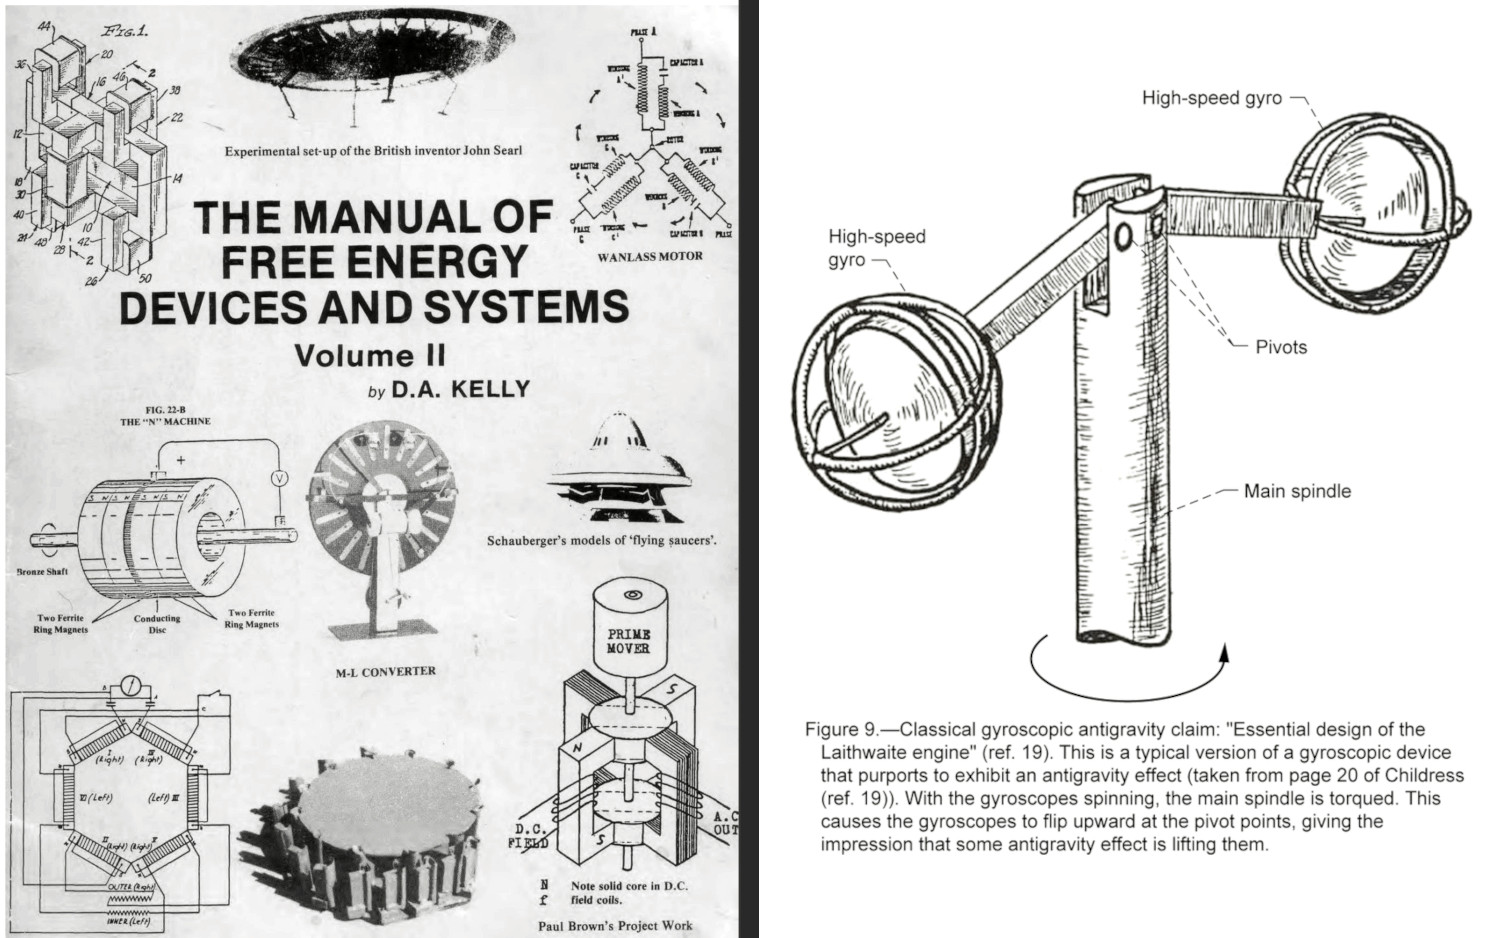 FIG.1.
44
36
20
2
16
46
38
22
12
18
30
14
40
10
21
48
28
42
2
26
50
Experimental set-up of the British inventor John Searl
PHASE A
CAPACITOR A
WINDING
A'
WINDING
A
ROTOR
WINDING
C
WINDING
CAPACITOR
C
WINDING
B
PHASE
C
WINDING
C'
CAPACITOR B
PHASE
WANLASS MOTOR
THE MANUAL OF
FREE ENERGY
DEVICES AND SYSTEMS
Volume II
by D.A. KELLY
FIG. 22-B
THE "N" MACHINE
+
V
S N/S N S N/S N
Bronze Shaft
Two Ferrite
Ring Magnets
Conducting
Disc
Two Ferrite
Ring Magnets
M-L CONVERTER
Schauberger's models of 'flying saucers'.
PRIME
MOVER
S
N
S
D.C.
FIELD
A.C
OUT
N
f
Note solid core in D.C.
field coils.
Paul Brown's Project Work
I
(Right)
(Right)
VI (Left)
(Left) III
II
(Right)
(Right)
OUTER (Right)
INNER (Left)
High-speed gyro
High-speed
gyro
Pivots
Main spindle
Figure 9.—Classical gyroscopic antigravity claim: "Essential design of the
Laithwaite engine" (ref. 19). This is a typical version of a gyroscopic device
that purports to exhibit an antigravity effect (taken from page 20 of Childress
(ref. 19)). With the gyroscopes spinning, the main spindle is torqued. This
causes the gyroscopes to flip upward at the pivot points, giving the
impression that some antigravity effect is lifting them.